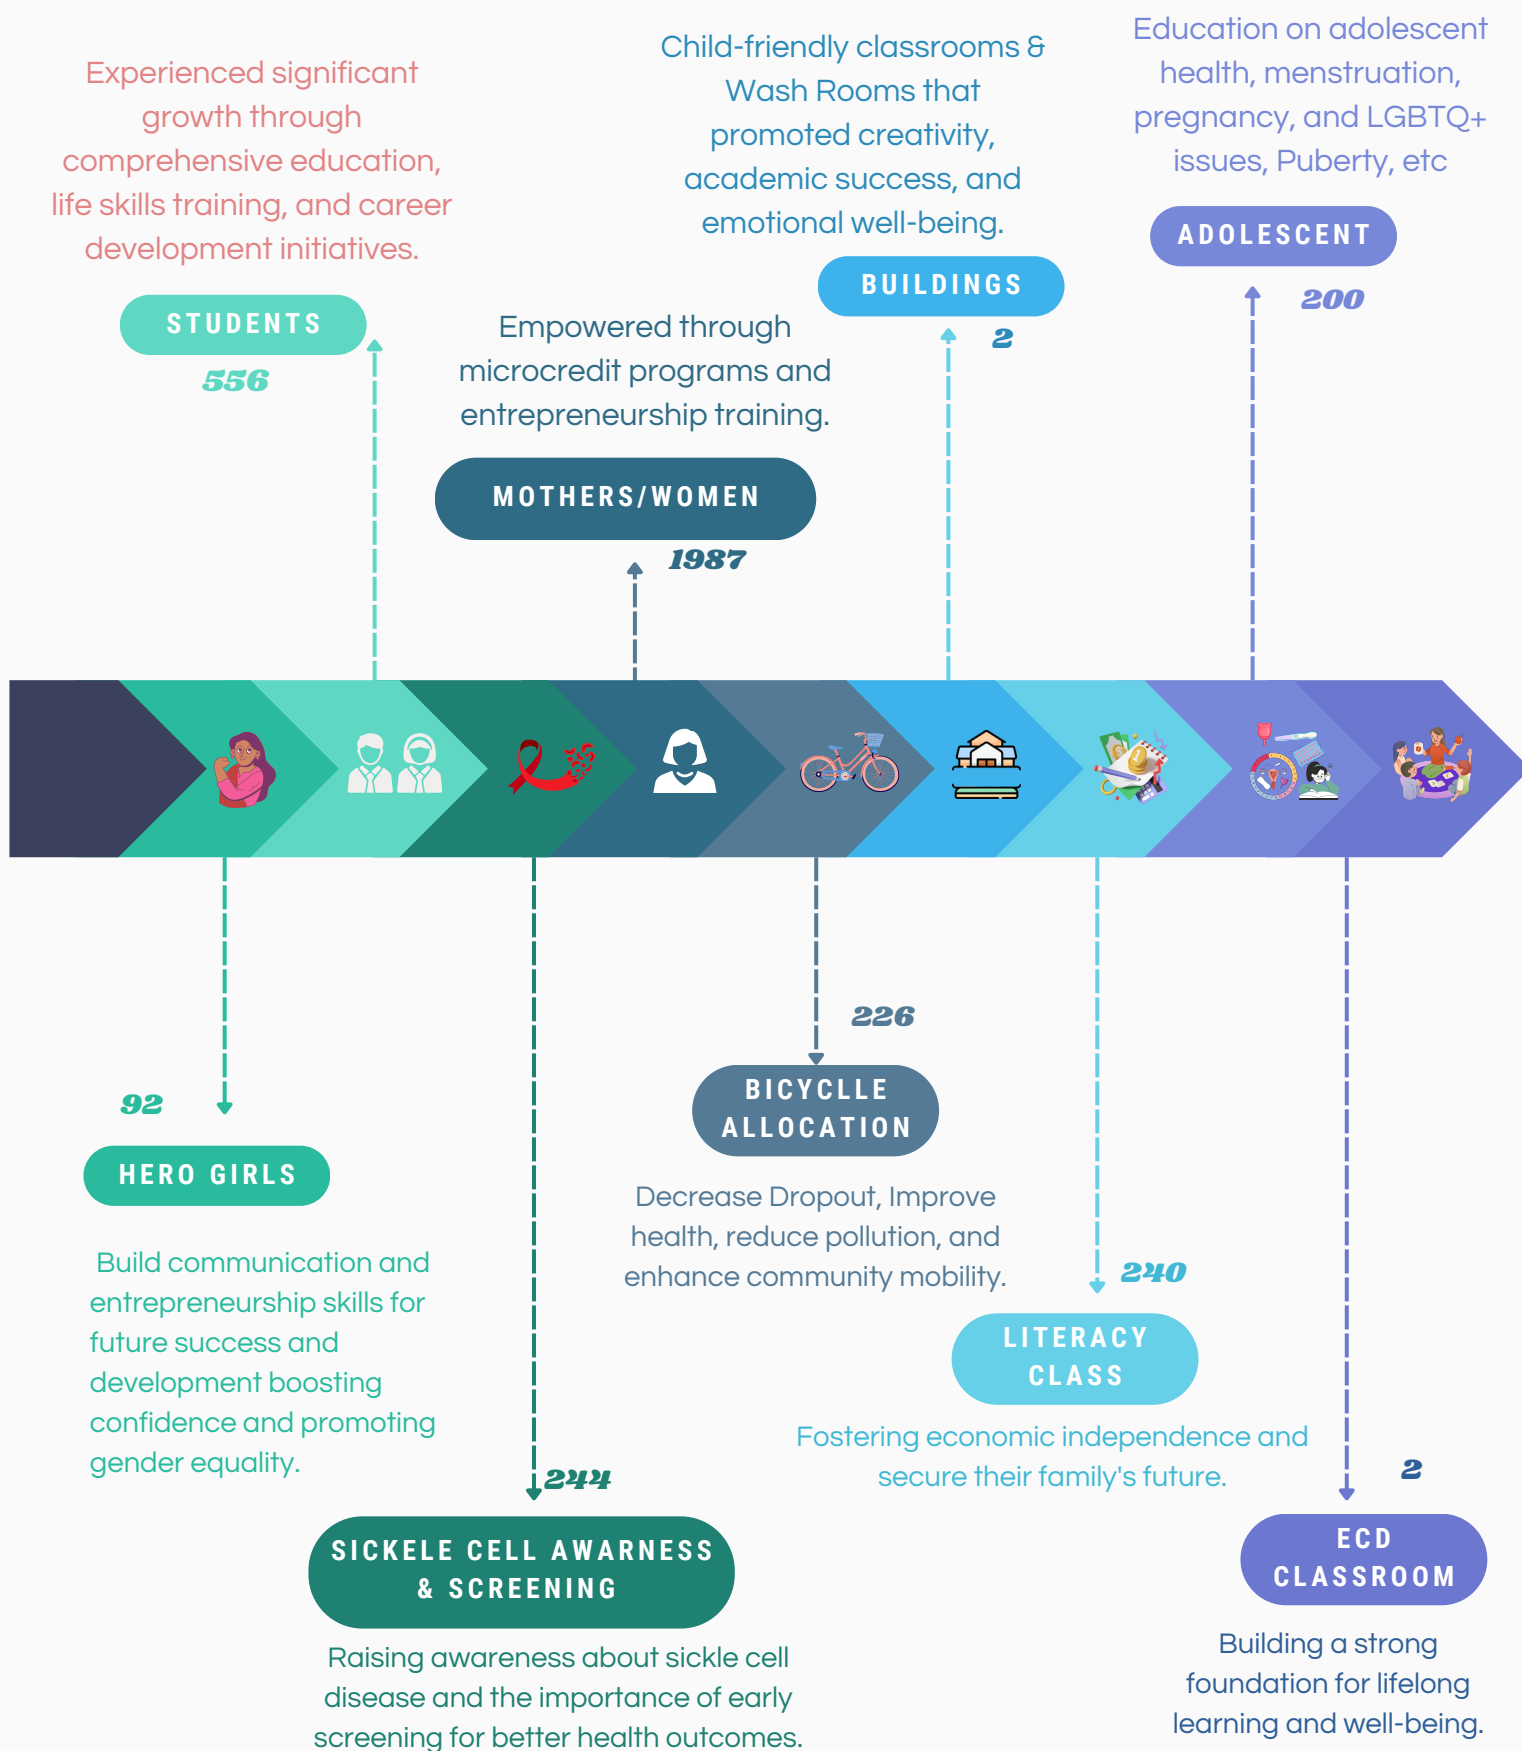 Experienced significant
growth through
comprehensive education,
life skills training, and career
development initiatives.
STUDENTS
556
Empowered through
microcredit programs and
entrepreneurship training.
MOTHERS/WOMEN
1987
Child-friendly classrooms &
Wash Rooms that
promoted creativity,
academic success, and
emotional well-being.
BUILDINGS
2
Education on adolescent
health, menstruation,
pregnancy, and LGBTQ+
issues, Puberty, etc
ADOLESCENT
200
92
HERO GIRLS
Build communication and
entrepreneurship skills for
future success and
development boosting
confidence and promoting
gender equality.
244
SICKELE CELL AWARNESS
& SCREENING
Raising awareness about sickle cell
disease and the importance of early
screening for better health outcomes.
226
BICYCLLE
ALLOCATION
Decrease Dropout, Improve
health, reduce pollution, and
enhance community mobility.
240
LITERACY
CLASS
Fostering economic independence and
secure their family's future.
2
ECD
CLASSROOM
Building a strong
foundation for lifelong
learning and well-being.